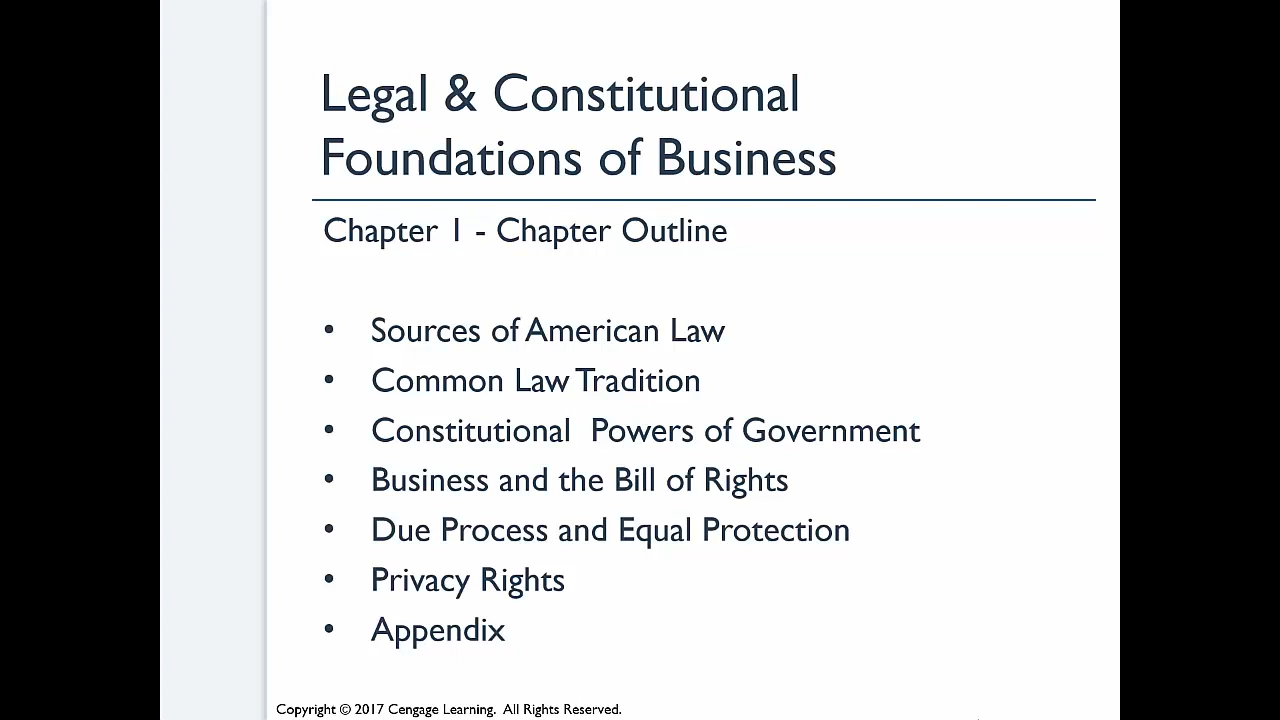 Legal & Constitutional
Foundations of Business
Chapter 1 - Chapter Outline
• Sources of American Law
• Common Law Tradition
• Constitutional  Powers of Government
• Business and the Bill of Rights
• Due Process and Equal Protection
• Privacy Rights
• Appendix
Copyright © 2017 Cengage Learning.  All Rights Reserved.